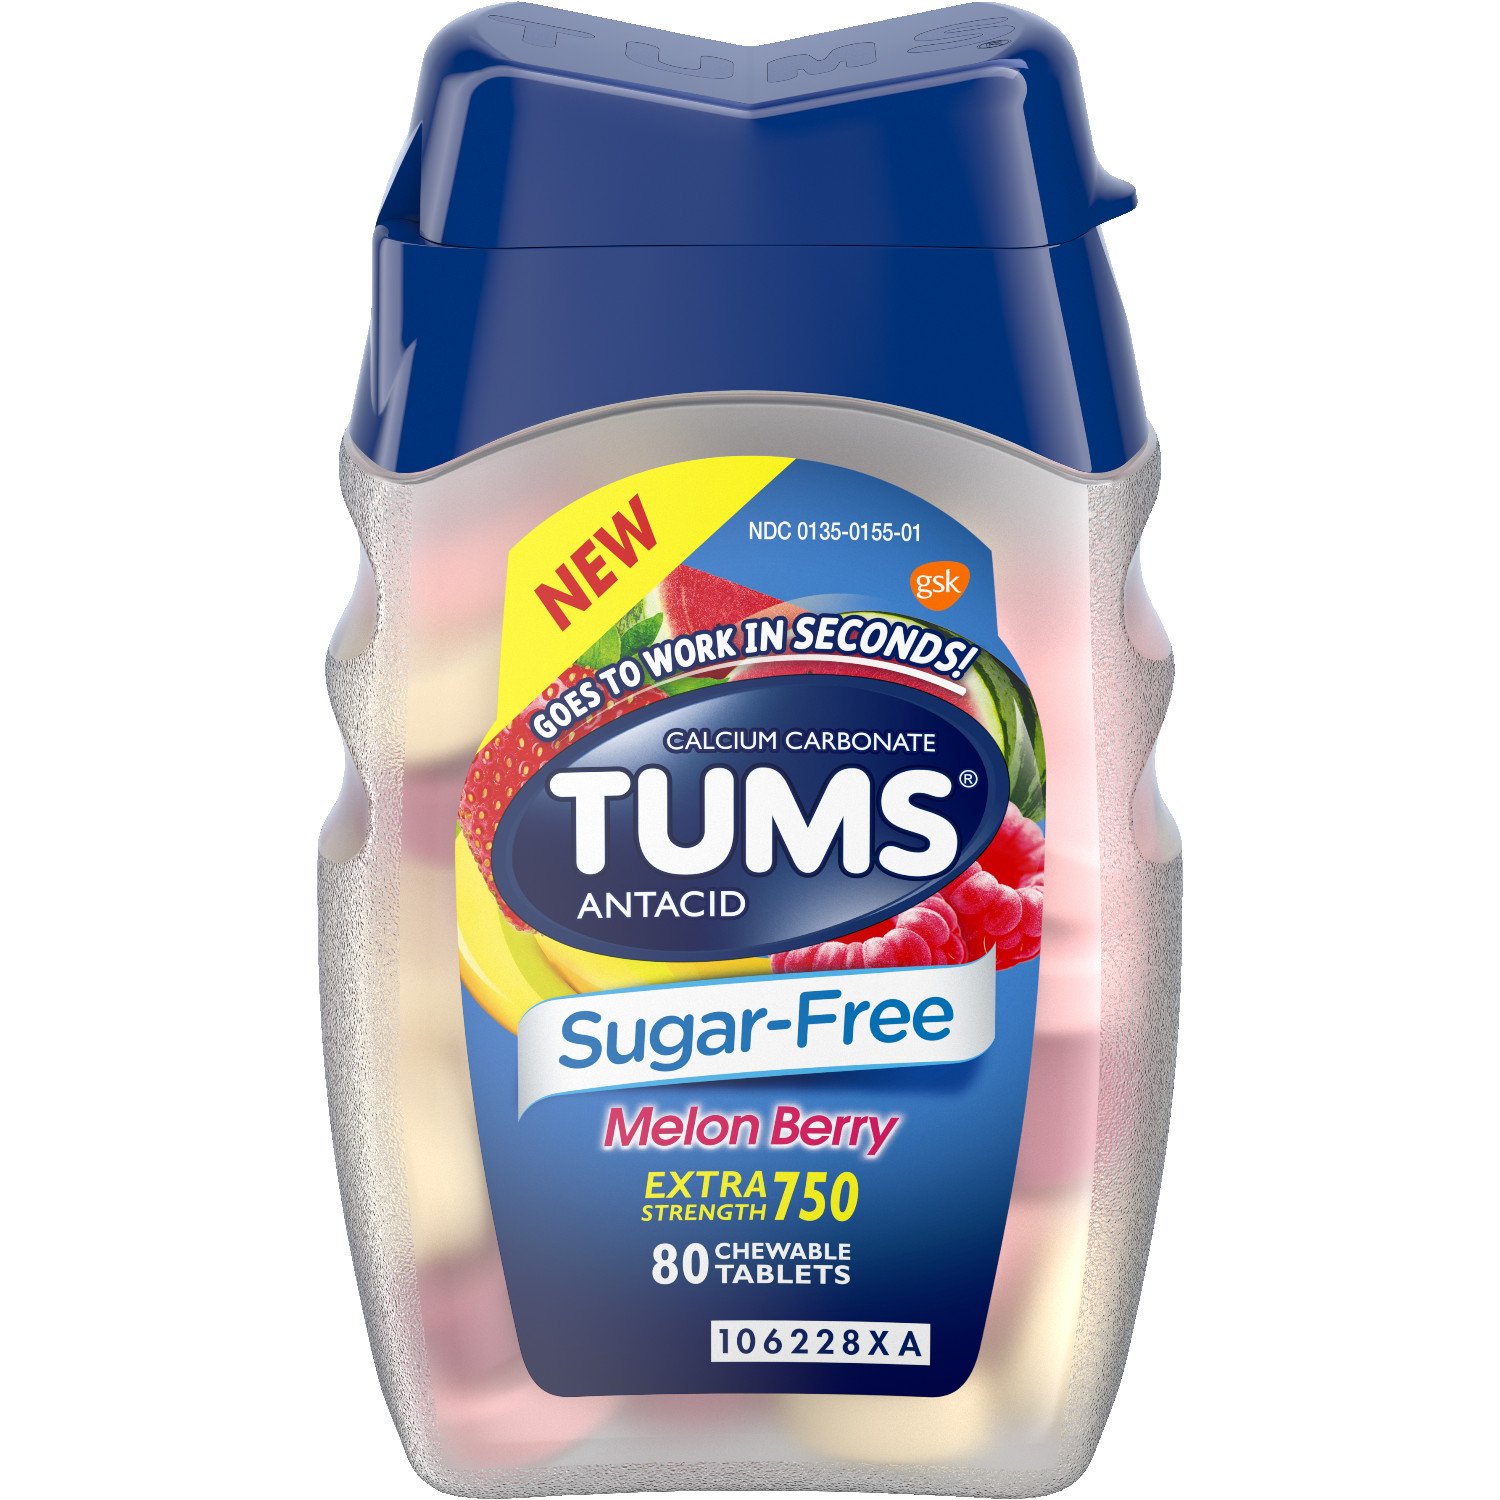 TUMS®
NEW
NDC 0135-0155-01
gsk
GOES TO WORK IN SECONDS!
CALCIUM CARBONATE
TUMS®
ANTACID
Sugar-Free
Melon Berry
EXTRA STRENGTH 750
80 CHEWABLE TABLETS
106228XA